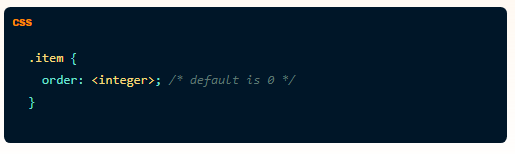 CSS
.item {
  order: <integer>; /* default is 0 */
}